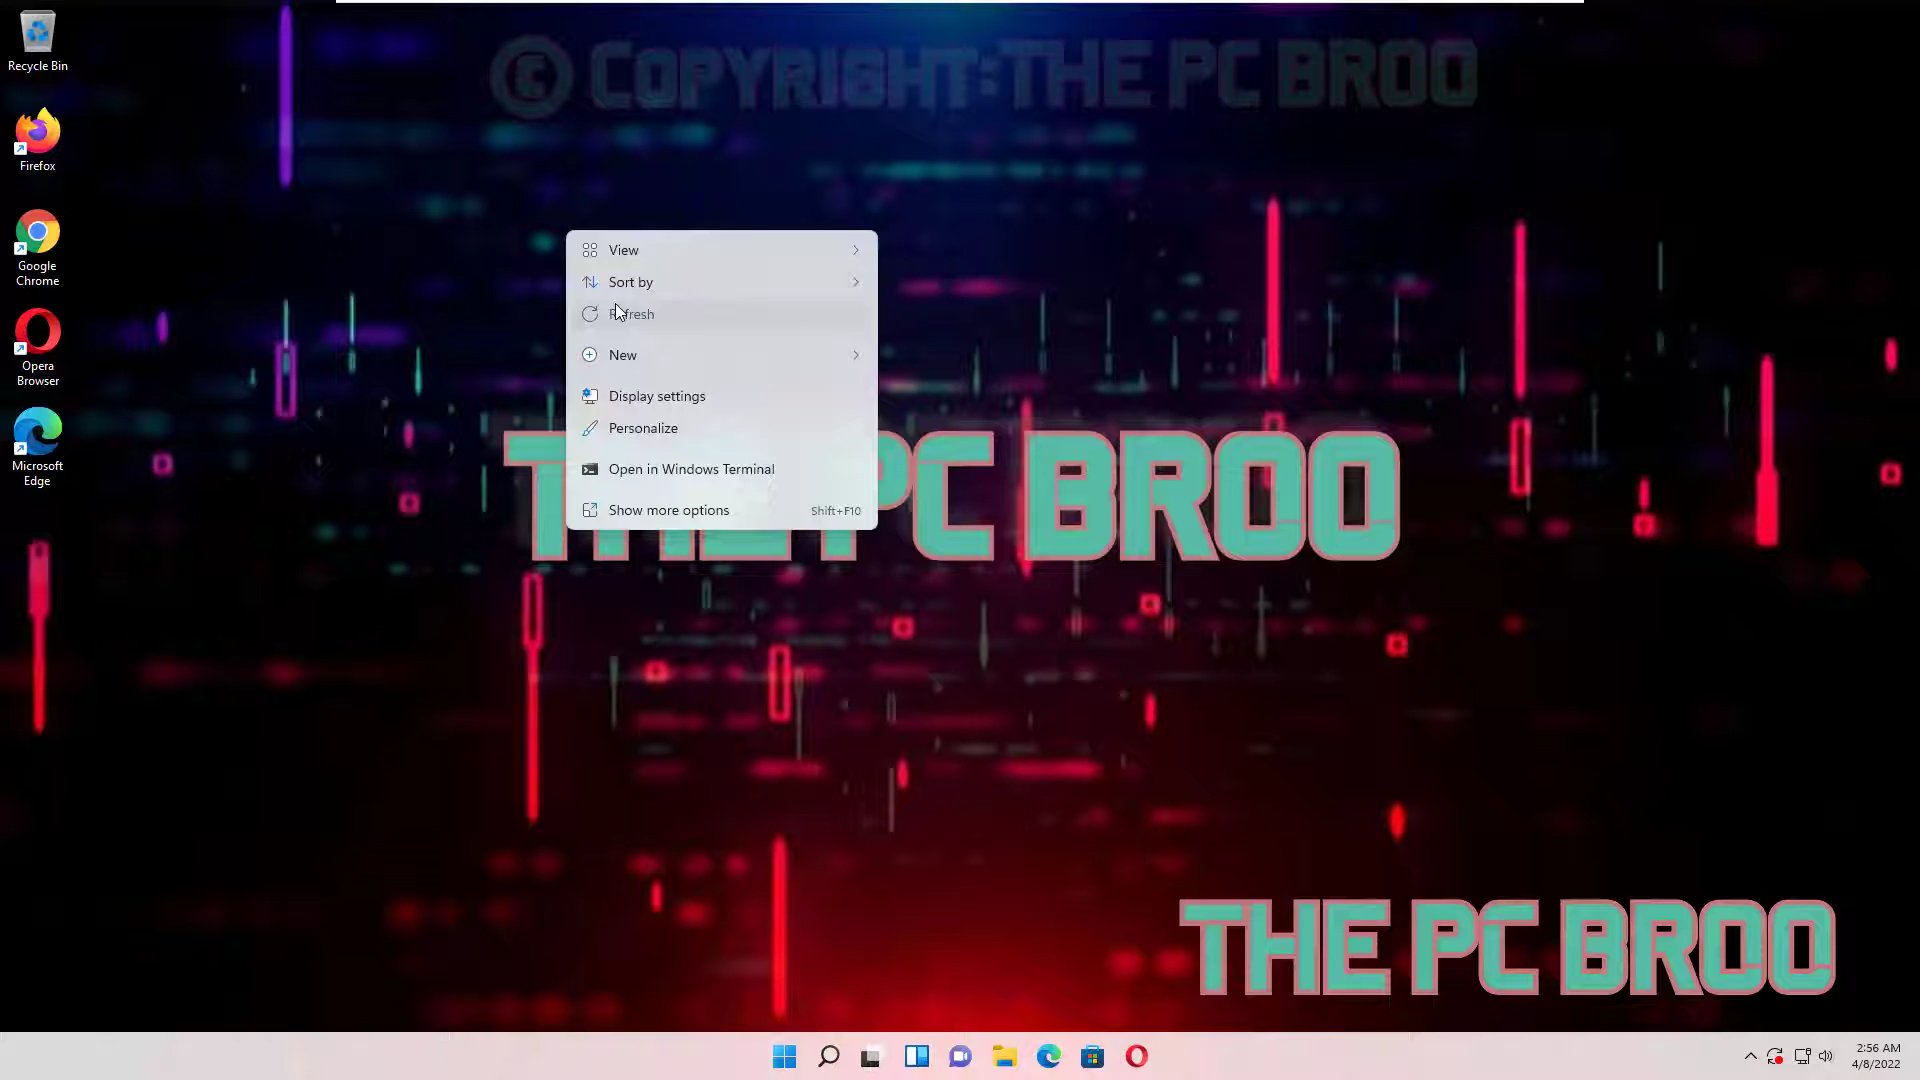 © COPYRIGHT:THE PC BROO
Recycle Bin
Firefox
Google
Chrome
Opera
Browser
Microsoft
Edge
View
Sort by
Refresh
New
Display settings
Personalize
Open in Windows Terminal
Show more options Shift+F10
THE PC BROO
THE PC BROO
2:56 AM
4/8/2022